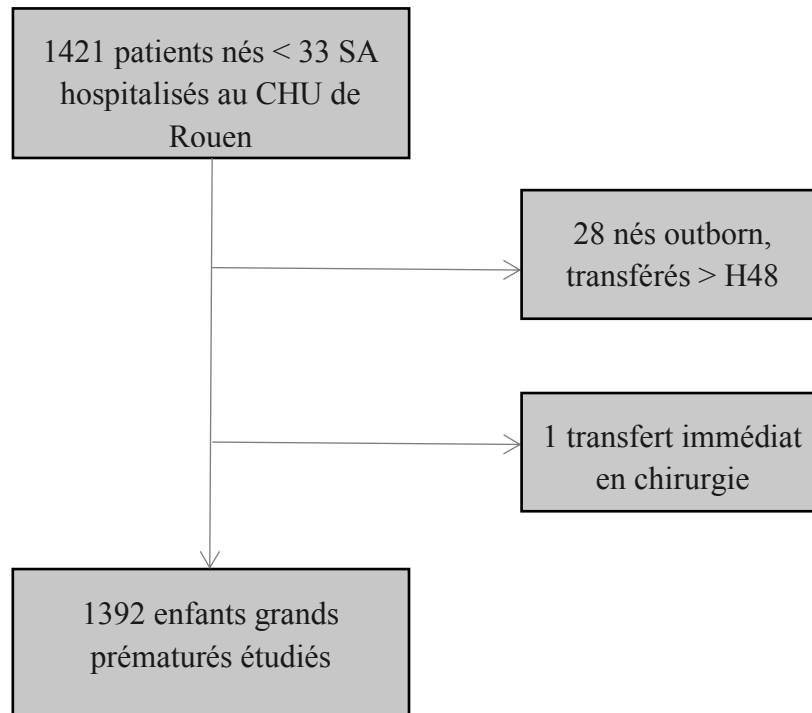 1421 patients nés < 33 SA
hospitalisés au CHU de
Rouen
28 nés outborn,
transférés > H48
1 transfert immédiat
en chirurgie
1392 enfants grands
prématurés étudiés